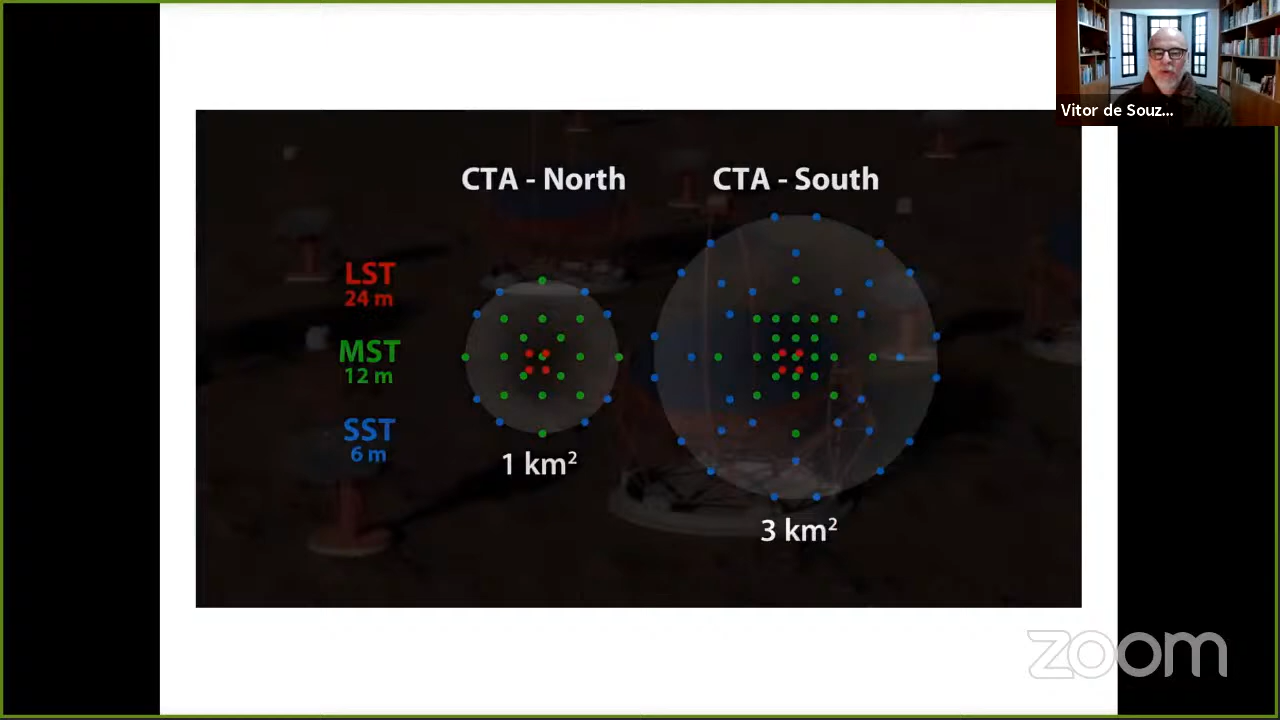 Vitor de Souz...
CTA - North
CTA - South
LST
24 m
MST
12 m
SST
6 m
1 km²
3 km²
zoom